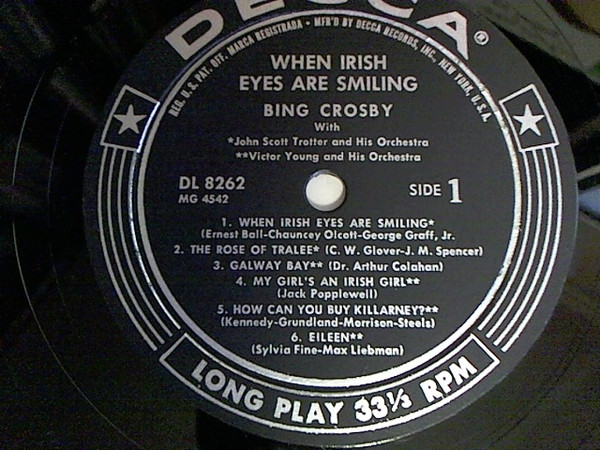 DECCA®
REG. U.S. PAT. OFF. MARCA REGISTRADA • MFR'D BY DECCA RECORDS, INC., NEW YORK, U.S.A.
WHEN IRISH
EYES ARE SMILING
BING CROSBY
With
*John Scott Trotter and His Orchestra
**Victor Young and His Orchestra
DL 8262
MG 4542
SIDE 1
1. WHEN IRISH EYES ARE SMILING*
(Ernest Ball-Chauncey Olcott-George Graff, Jr.
2. THE ROSE OF TRALEE* (C. W. Glover-J. M. Spencer)
3. GALWAY BAY** (Dr. Arthur Colahan)
4. MY GIRL'S AN IRISH GIRL**
(Jack Popplewell)
5. HOW CAN YOU BUY KILLARNEY?**
(Kennedy-Grundland-Morrison-Steels)
6. EILEEN**
(Sylvia Fine-Max Liebman)
LONG PLAY 33⅓ RPM